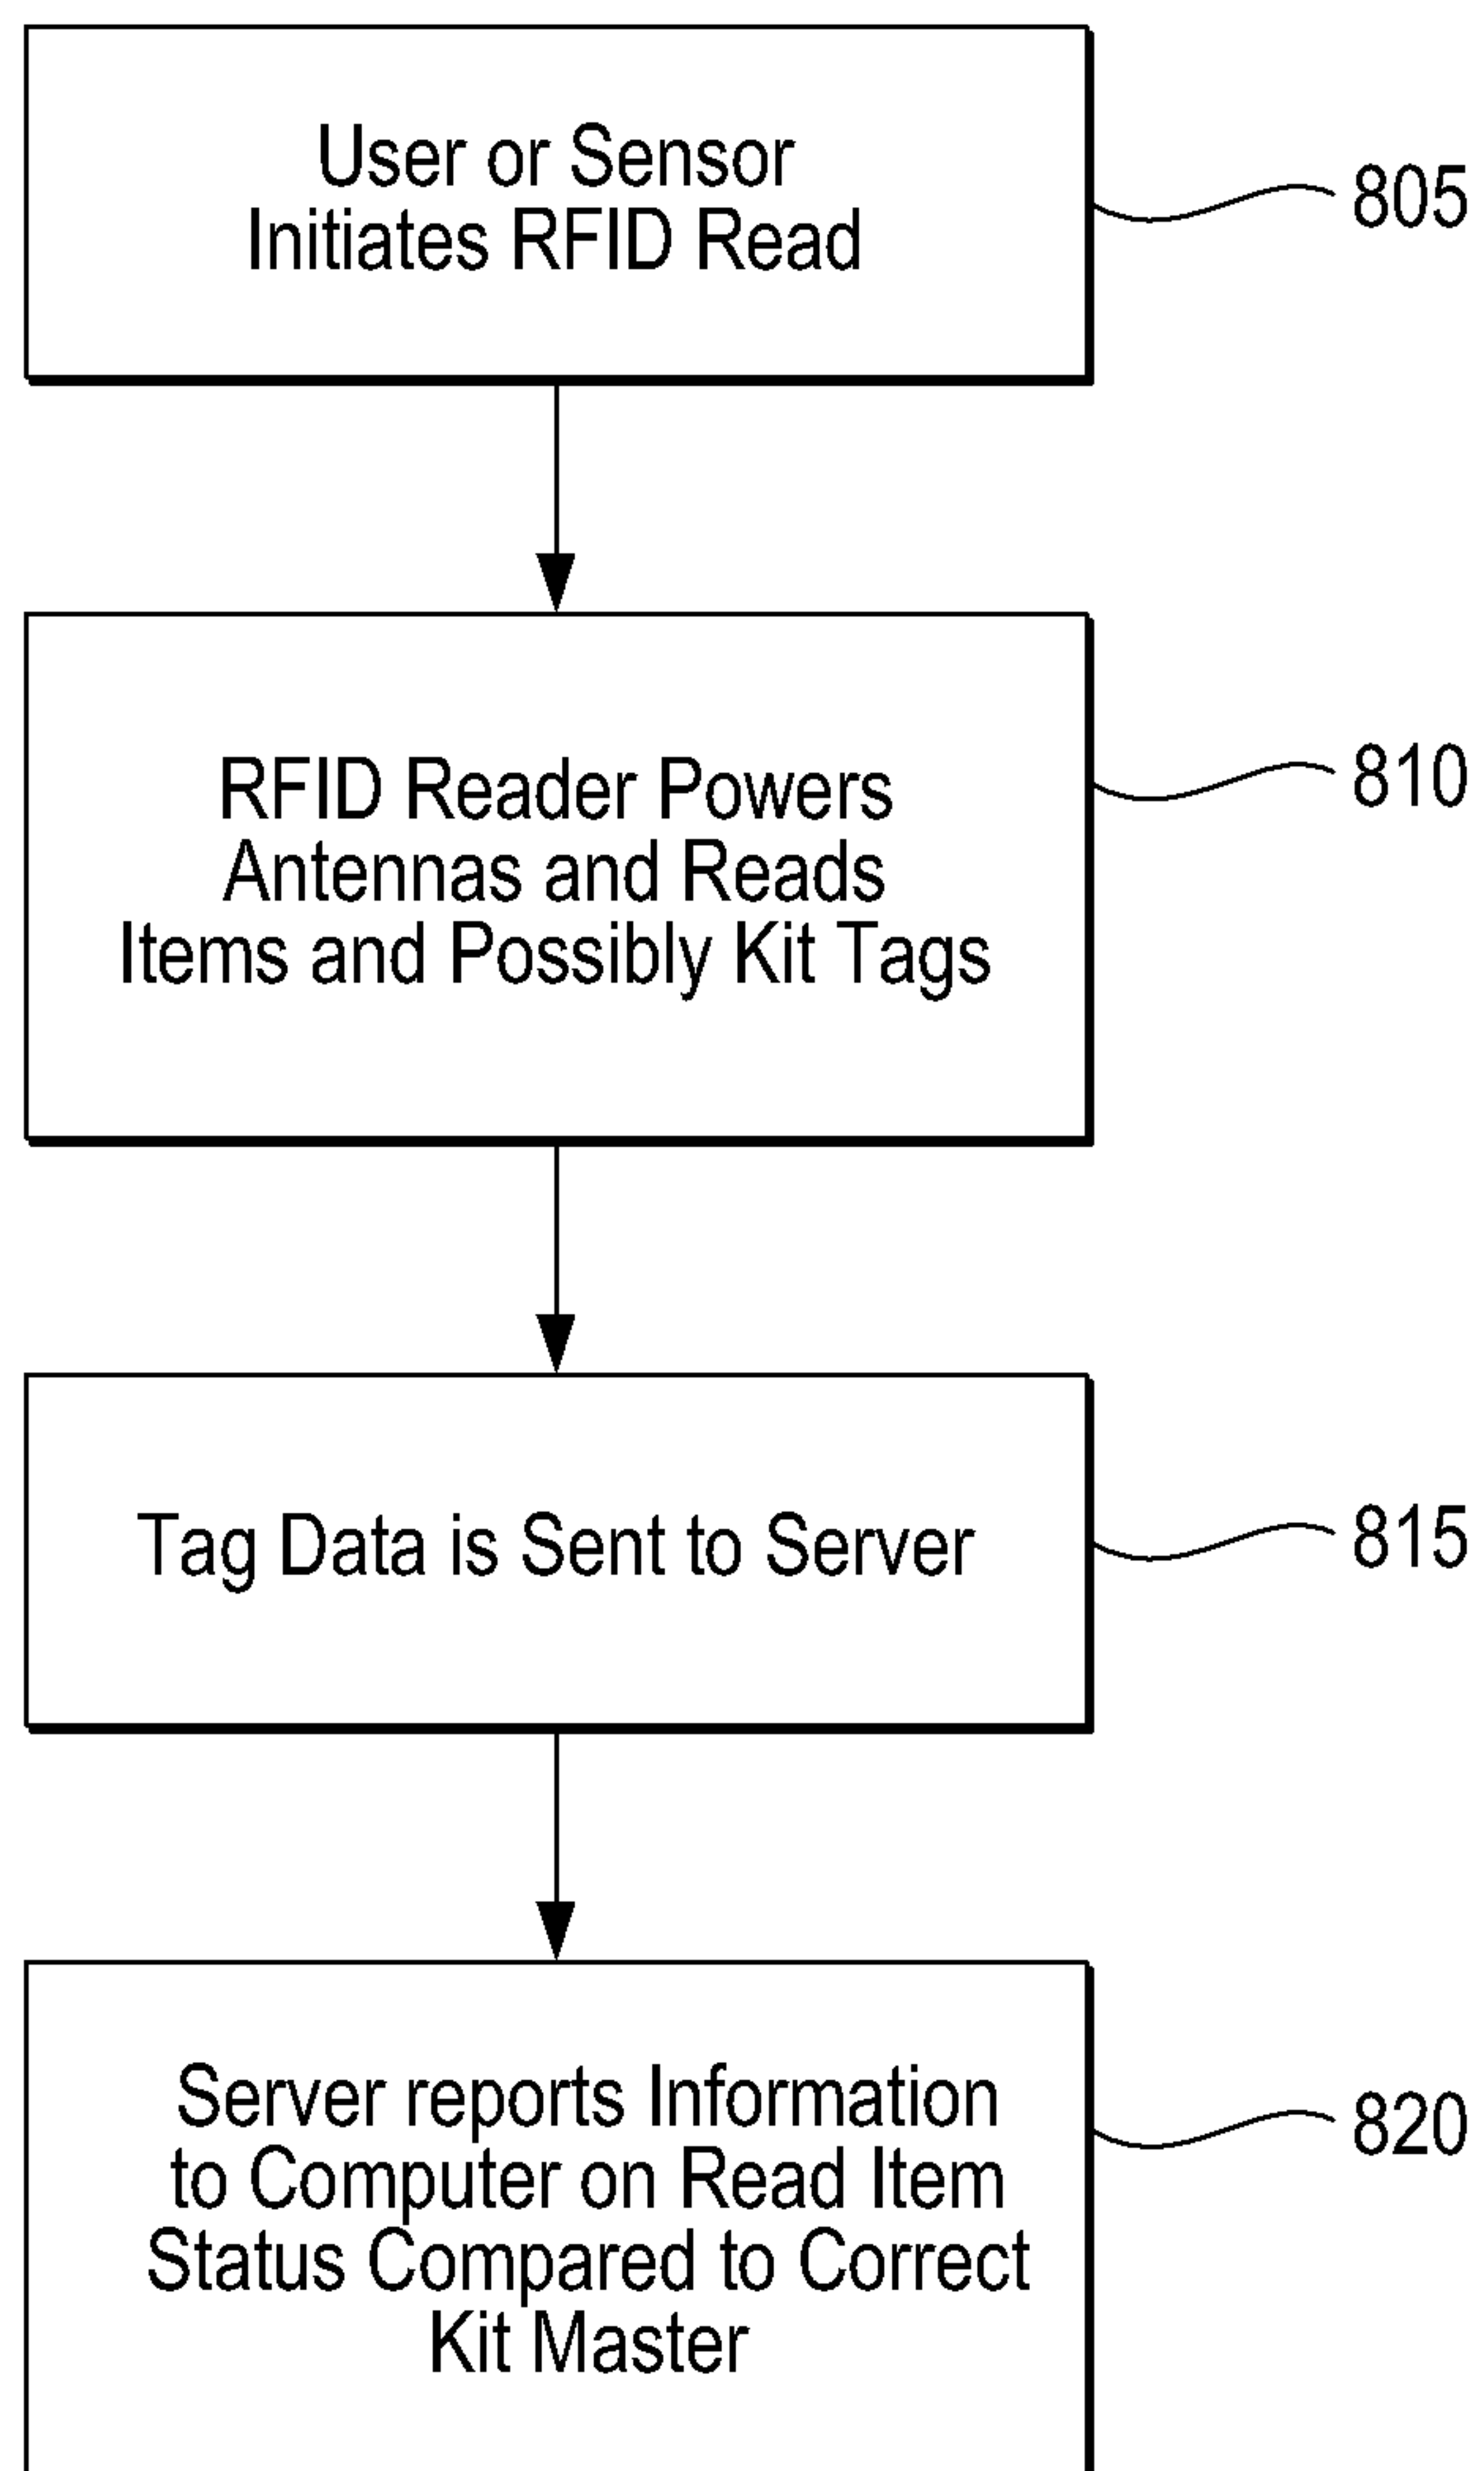 User or Sensor
Initiates RFID Read
805
RFID Reader Powers
Antennas and Reads
Items and Possibly Kit Tags
810
Tag Data is Sent to Server
815
Server reports Information
to Computer on Read Item
Status Compared to Correct
Kit Master
820